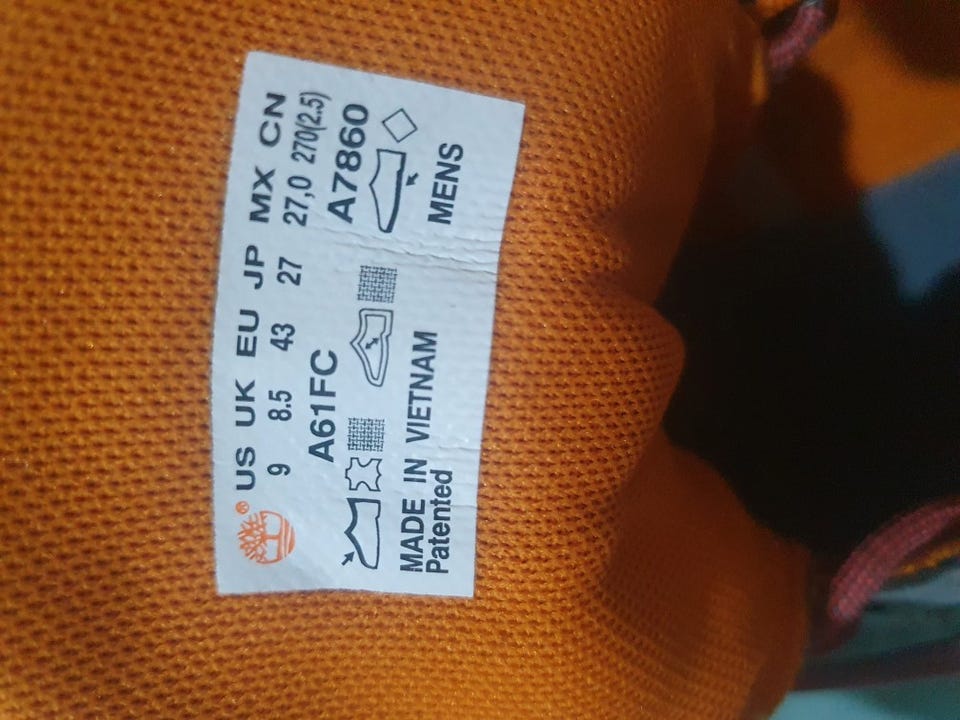 US UK EU JP MX CN
9 8.5 43 27 27,0 270(2.5)
A61FC A7860
MADE IN VIETNAM MENS
Patented